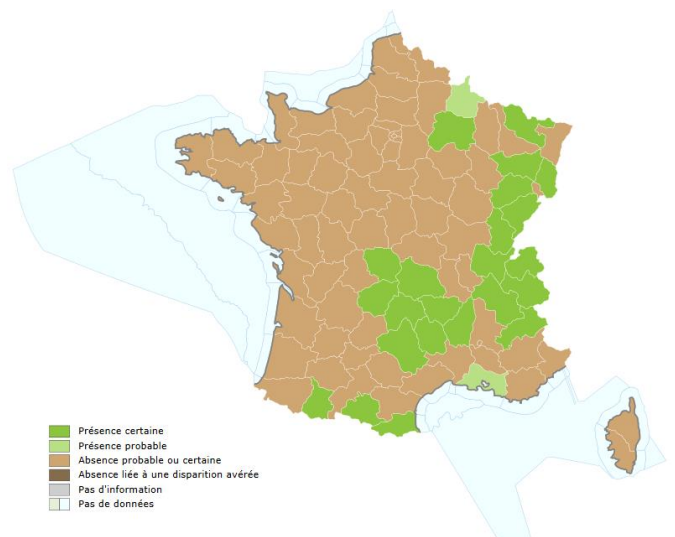 Présence certaine
Présence probable
Absence probable ou certaine
Absence liée à une disparition avérée
Pas d'information
Pas de données